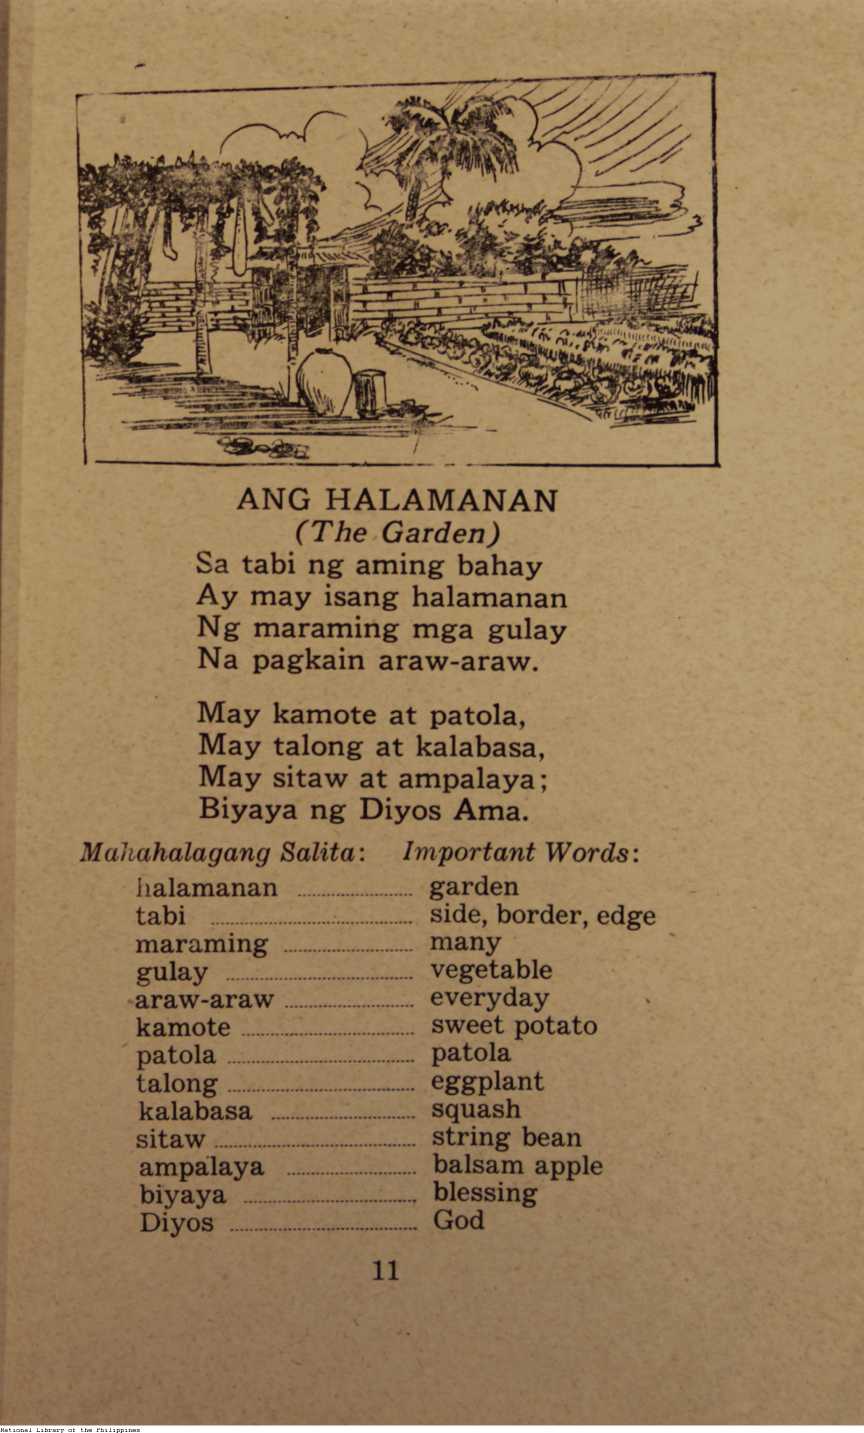 ANG HALAMANAN
(The Garden)
Sa tabi ng aming bahay
Ay may isang halamanan
Ng maraming mga gulay
Na pagkain araw-araw.
May kamote at patola,
May talong at kalabasa,
May sitaw at ampalaya;
Biyaya ng Diyos Ama.
Mahahalagang Salita: Important Words:
halamanan ........ garden
tabi ........ side, border, edge
maraming ........ many
gulay ........ vegetable
araw-araw ........ everyday
kamote ........ sweet potato
patola ........ patola
talong ........ eggplant
kalabasa ........ squash
sitaw ........ string bean
ampalaya ........ balsam apple
biyaya ........ blessing
Diyos ........ God
11
National Library of the Philippines